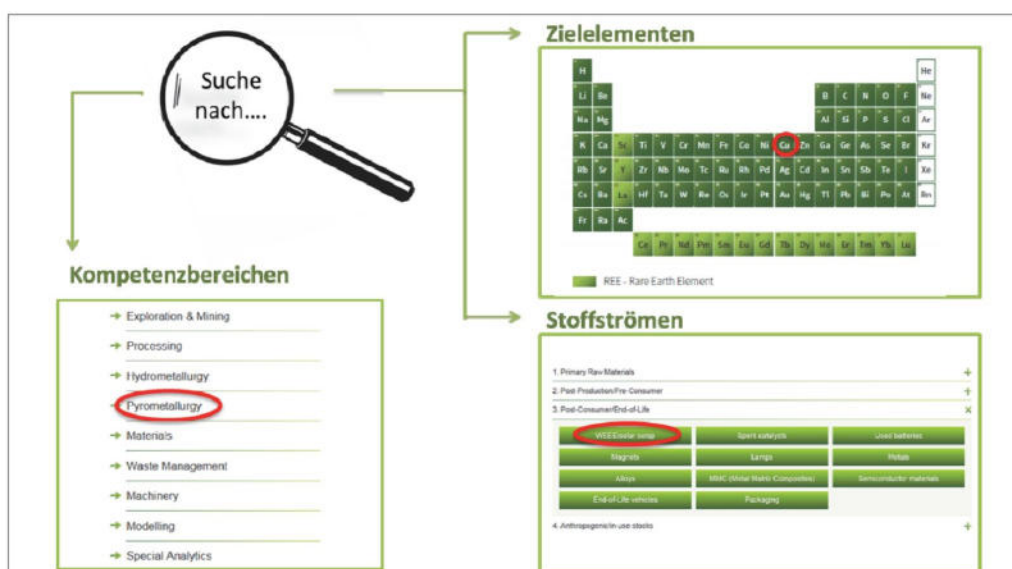 Suche
nach....
Zielelementen
H He
Li Be B C N O F Ne
Na Mg Al Si P S Cl Ar
K Ca Sc Ti V Cr Mn Fe Co Ni Cu Zn Ga Ge As Se Br Kr
Rb Sr Y Zr Nb Mo Tc Ru Rh Pd Ag Cd In Sn Sb Te I Xe
Cs Ba La Hf Ta W Re Os Ir Pt Au Hg Tl Pb Bi Po At Rn
Fr Ra Ac
Ce Pr Nd Pm Sm Eu Gd Tb Dy Ho Er Tm Yb Lu
REE - Rare Earth Element
Kompetenzbereichen
Exploration & Mining
Processing
Hydrometallurgy
Pyrometallurgy
Materials
Waste Management
Machinery
Modelling
Special Analytics
Stoffströmen
1. Primary Raw Materials
2. Post-Production/Pre-Consumer
3. Post-Consumer/End-of-Life
Spent catalysts Used batteries
Magnets Lamps Metals
Alloys MMC (Metal Matrix Composites) Semiconductor materials
End-of-Life vehicles Packaging
4. Anthropogenic/in-use stocks